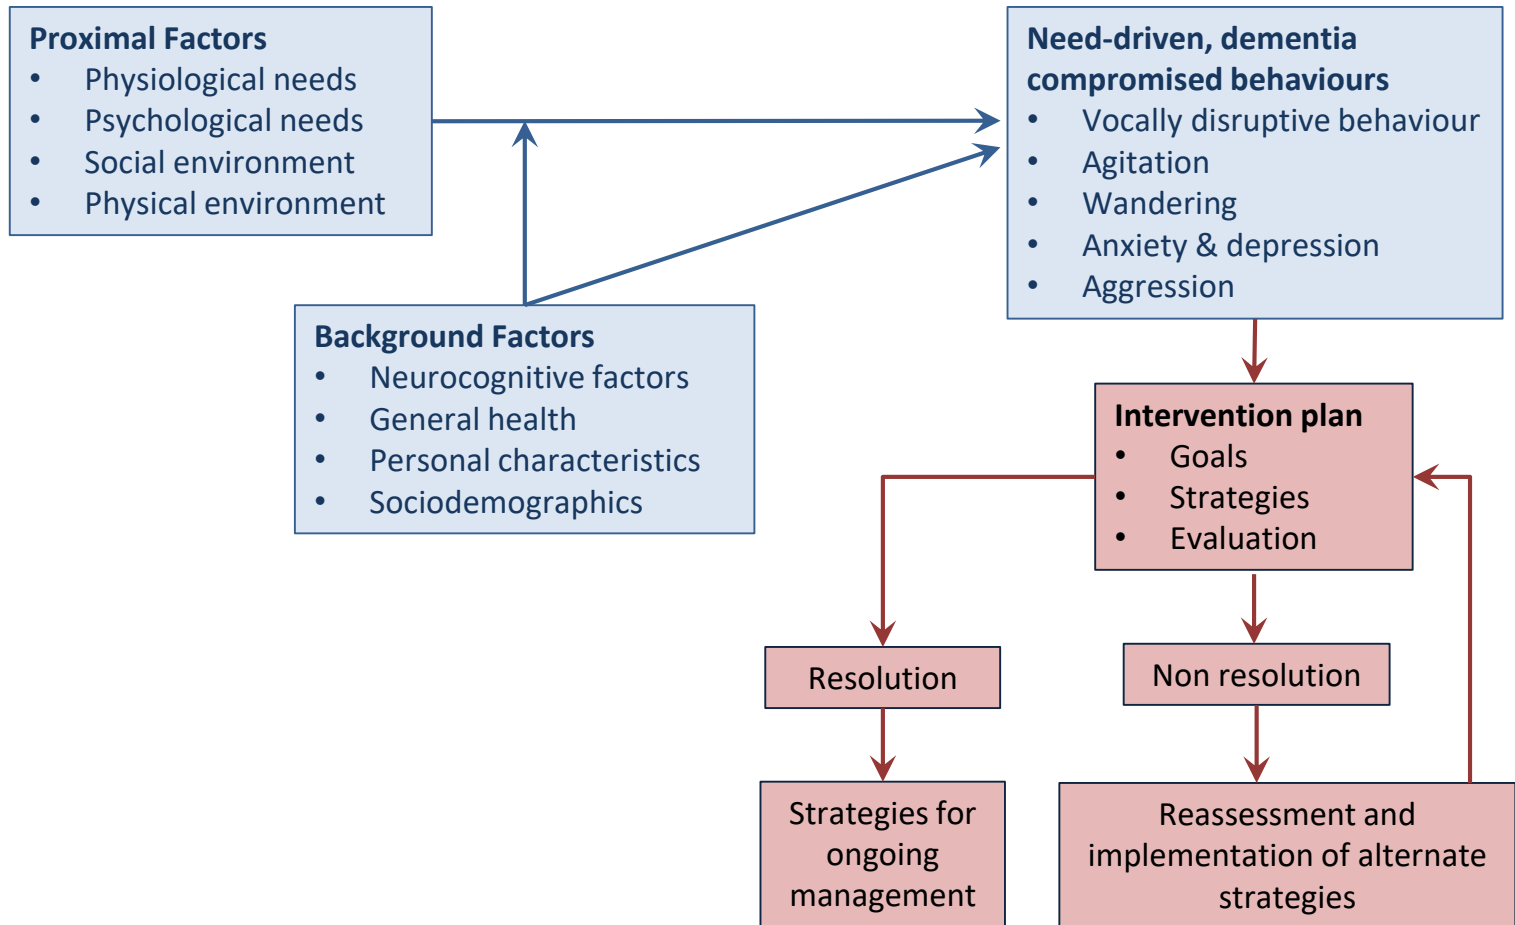 Proximal Factors
• Physiological needs
• Psychological needs
• Social environment
• Physical environment
Need-driven, dementia
compromised behaviours
• Vocally disruptive behaviour
• Agitation
• Wandering
• Anxiety & depression
• Aggression
Background Factors
• Neurocognitive factors
• General health
• Personal characteristics
• Sociodemographics
Intervention plan
• Goals
• Strategies
• Evaluation
Resolution
Non resolution
Strategies for
ongoing
management
Reassessment and
implementation of alternate
strategies